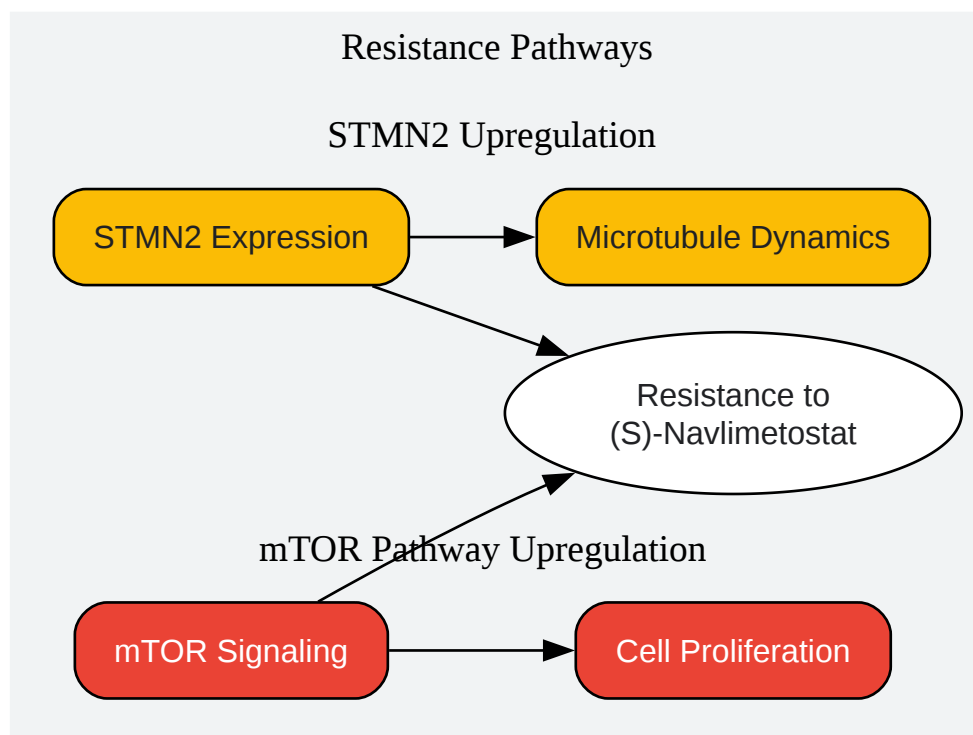 Resistance Pathways
STMN2 Upregulation
STMN2 Expression
Microtubule Dynamics
Resistance to
(S)-Navlimetostat
mTOR Pathway Upregulation
mTOR Signaling
Cell Proliferation